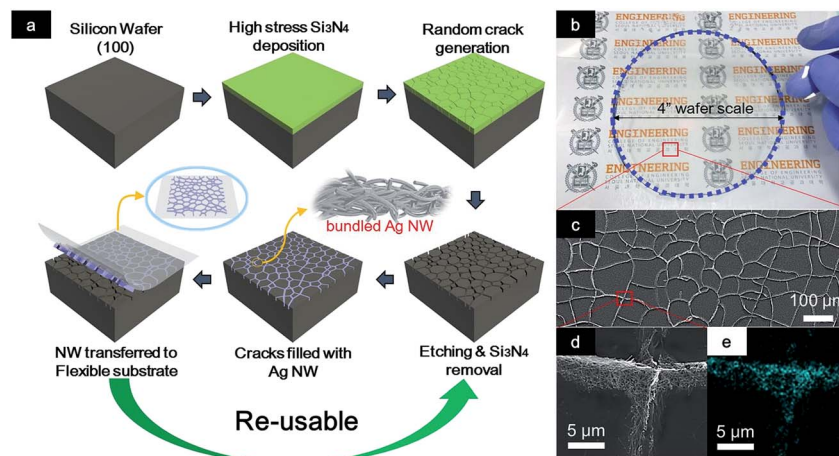 a
Silicon Wafer
(100)
High stress Si3N4
deposition
Random crack
generation
bundled Ag NW
NW transferred to
Flexible substrate
Cracks filled with
Ag NW
Etching & Si3N4
removal
Re-usable
b
ENGINEERING
ENGINEERING
ENGINEERING
ENGINEERING
ENGINEERING
ENGINEERING
4” wafer scale
c
100 µm
d
5 µm
e
5 µm